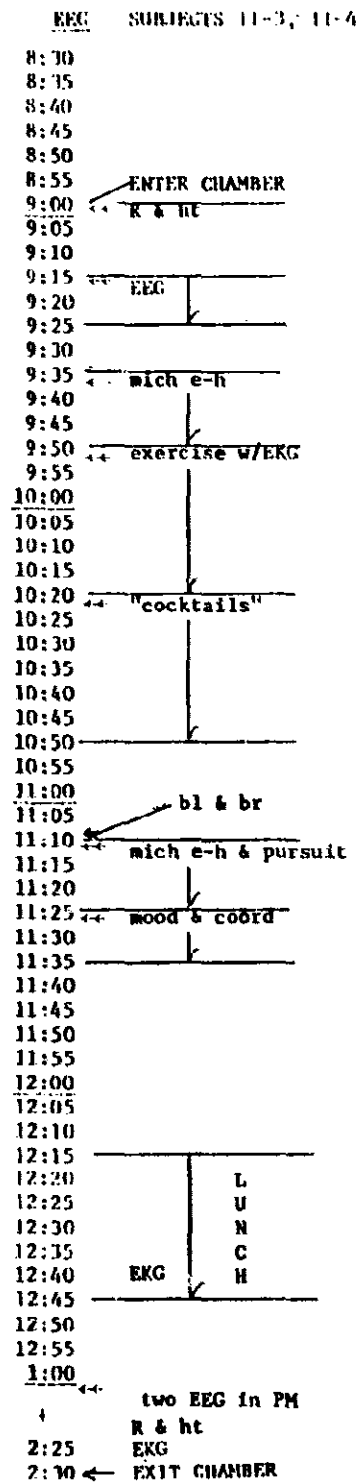 EEG SUBJECTS 11-3, 11-4
8:30
8:35
8:40
8:45
8:50
8:55
ENTER CHAMBER
9:00
R & ht
9:05
9:10
9:15
EEG
9:20
9:25
9:30
9:35
mich e-h
9:40
9:45
9:50
exercise w/EKG
9:55
10:00
10:05
10:10
10:15
10:20
"cocktails"
10:25
10:30
10:35
10:40
10:45
10:50
10:55
11:00
bl & br
11:05
11:10
mich e-h & pursuit
11:15
11:20
11:25
mood & coord
11:30
11:35
11:40
11:45
11:50
11:55
12:00
12:05
12:10
12:15
12:20 L
12:25 U
12:30 N
12:35 C
12:40 EKG H
12:45
12:50
12:55
1:00
two EEG in PM
R & ht
2:25 EKG
2:30 EXIT CHAMBER